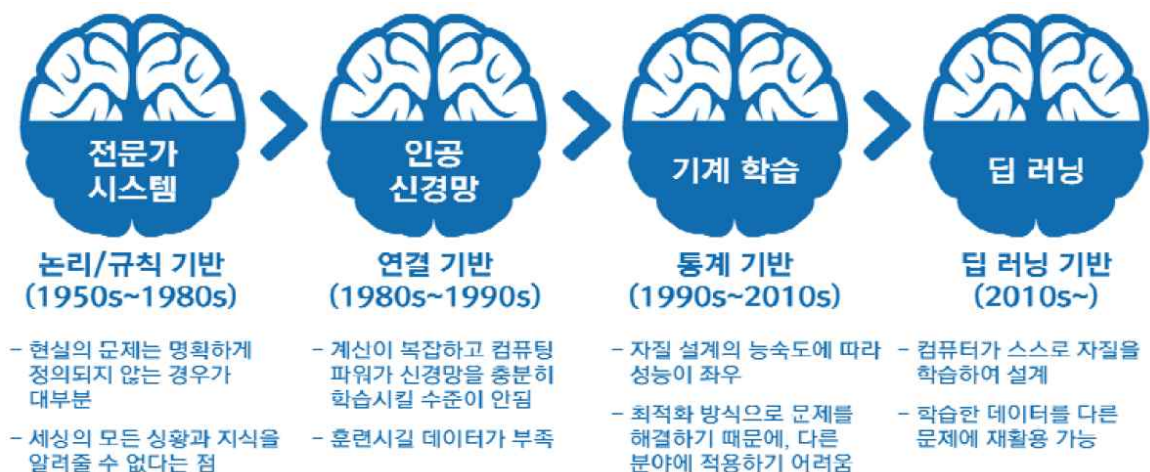 전문가
시스템
논리/규칙 기반
(1950s~1980s)
- 현실의 문제는 명확하게
정의되지 않는 경우가
대부분
- 세상의 모든 상황과 지식을
알려줄 수 없다는 점
인공
신경망
연결 기반
(1980s~1990s)
- 계산이 복잡하고 컴퓨팅
파워가 신경망을 충분히
학습시킬 수준이 안됨
- 훈련시킬 데이터가 부족
기계 학습
통계 기반
(1990s~2010s)
- 자질 설계의 능숙도에 따라
성능이 좌우
- 최적화 방식으로 문제를
해결하기 때문에, 다른
분야에 적용하기 어려움
딥 러닝
딥 러닝 기반
(2010s~)
- 컴퓨터가 스스로 자질을
학습하여 설계
- 학습한 데이터를 다른
문제에 재활용 가능